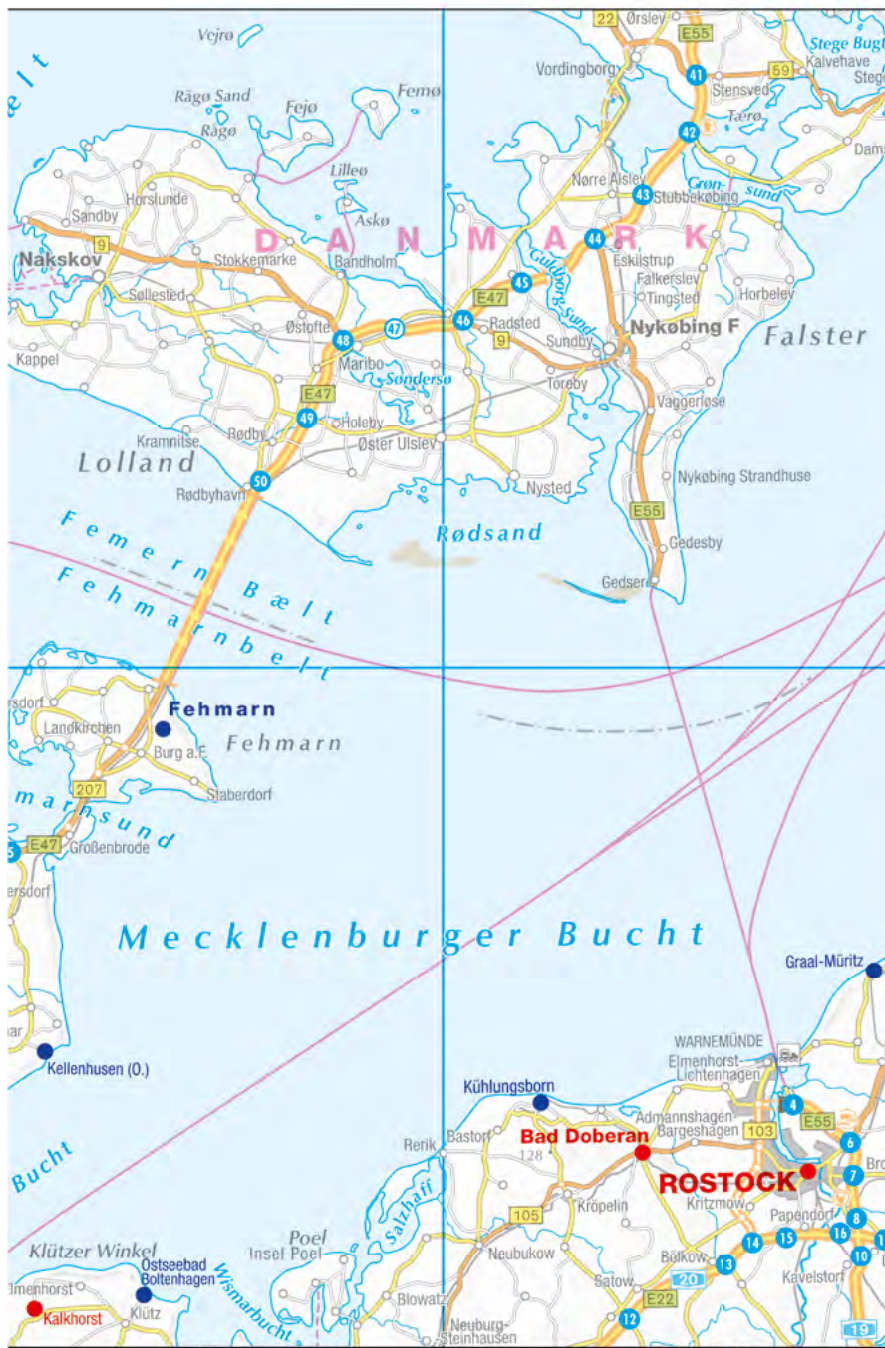 Vejrø
22
Ørslev
E55
Stege Bugt
Kalvehave
Stege
Vordingborg
41
59
Stensved
Rågø Sand
Fejø
Femø
Rågø
Tærø
42
Lilleø
Nørre Alslev
Grøn-
sund
Horslunde
43
Stubbekøbing
Sandby
Askø
DANMARK
9
44
Nakskov
Stokkemarke
Bandholm
Eskilstrup
Guldborg Sund
45
Falkerslev
Søllested
E47
Tingsted
Horbelev
Østofte
47
46
Radsted
Nykøbing F
Falster
48
9
Sundby
Kappel
Maribo
Søndersø
Toreby
E47
49
Holeby
Vaggerløse
Kramnitse
Rødby
Øster Ulslev
Lolland
50
Nysted
Nykøbing Strandhuse
Rødbyhavn
E55
Rødsand
Femern Bælt
Gedesby
Fehmarnbelt
Gedser
Fehmarn
Landkirchen
Fehmarn
Burg a.F.
207
Staberdorf
E47
Großenbrode
Mecklenburger Bucht
Graal-Müritz
WARNEMÜNDE
Kellenhusen (O.)
Elmenhorst-
Lichtenhagen
Kühlungsborn
4
Admannshagen-
Bargeshagen
E55
Bastorf
103
6
Rerik
Bad Doberan
128
Bucht
ROSTOCK
7
Salzhaff
Kröpelin
Kritzmow
105
Papendorf
8
Poel
Insel Poel
14
15
16
Klützer Winkel
Neubukow
Bölkow
Ostseebad
Boltenhagen
13
10
Wismarbucht
Satow
20
Kavelstorf
Elmenhorst
Blowatz
E22
Kalkhorst
Klütz
12
Neuburg-
Steinhausen
19